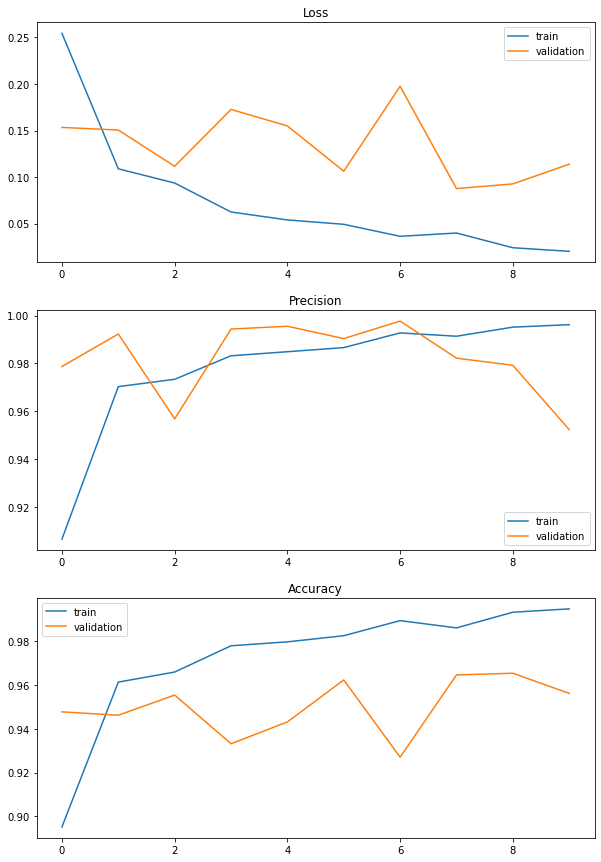 Loss
0.25
0.20
0.15
0.10
0.05
train
validation
0 2 4 6 8
Precision
1.00
0.98
0.96
0.94
0.92
train
validation
0 2 4 6 8
Accuracy
train
validation
0.98
0.96
0.94
0.92
0.90
0 2 4 6 8